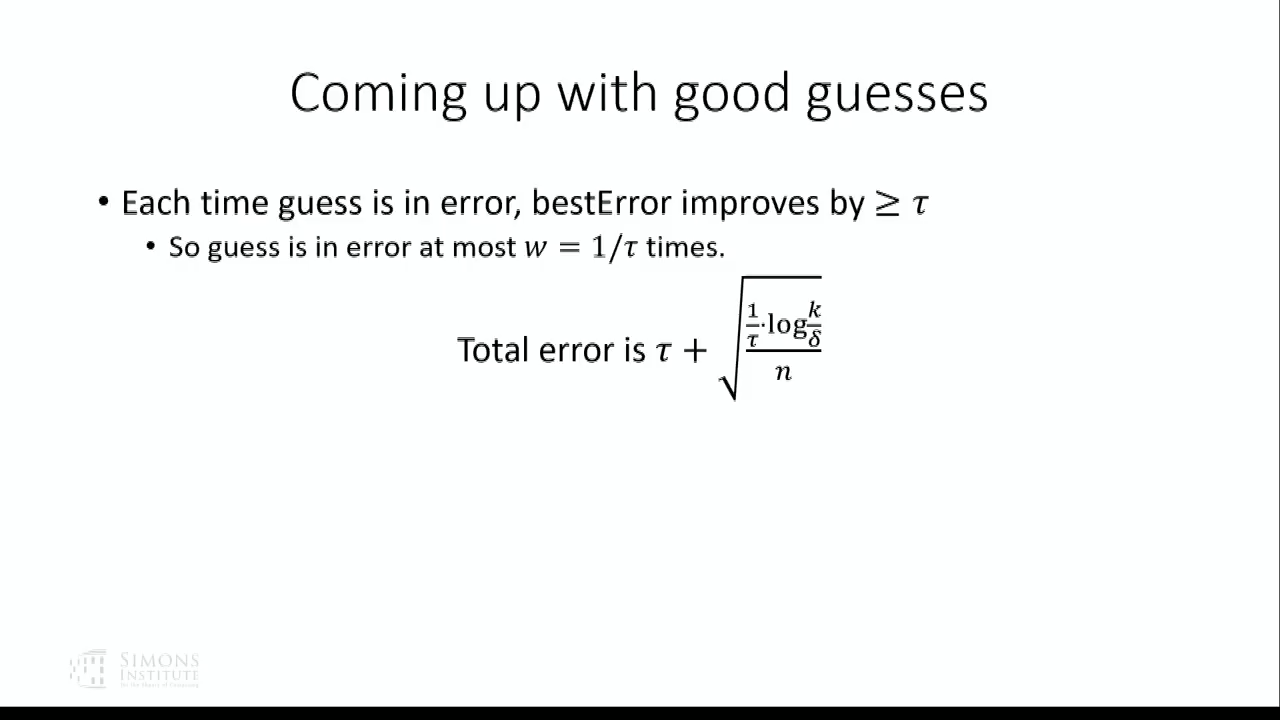 Coming up with good guesses
• Each time guess is in error, bestError improves by ≥ τ
• So guess is in error at most w = 1/τ times.
Total error is τ + √((1/τ · log k/δ)/n)
SIMONS
INSTITUTE